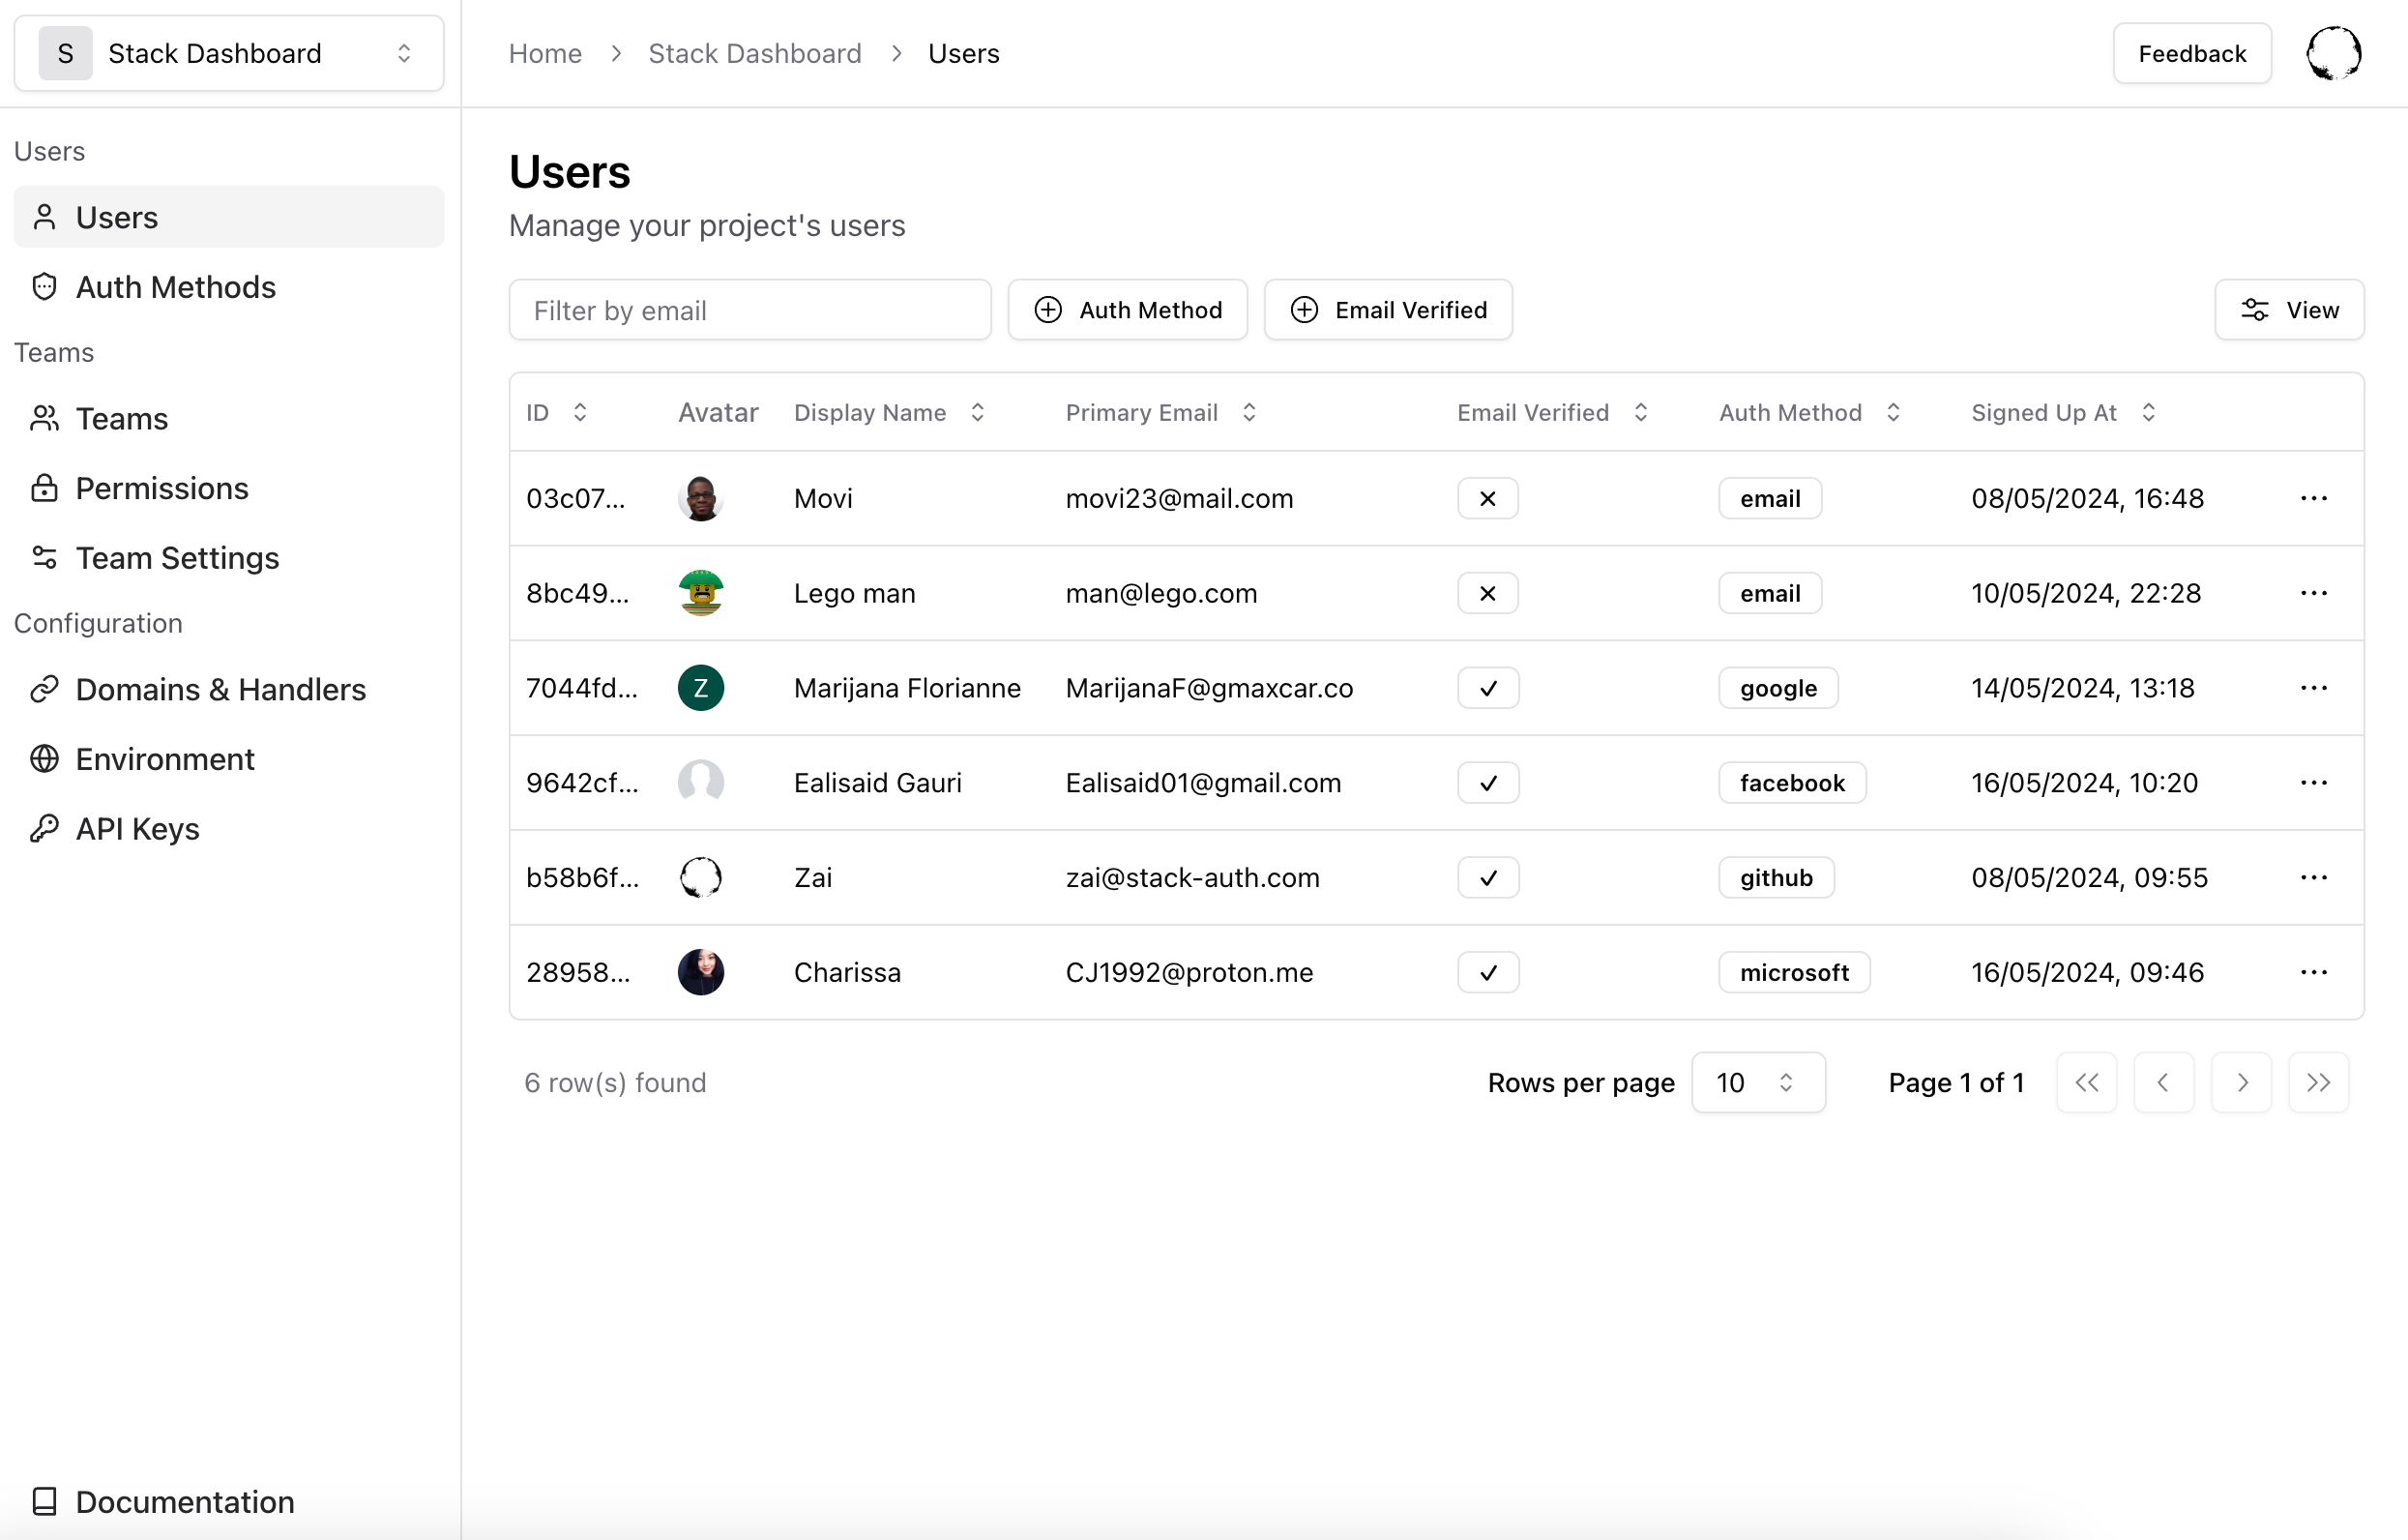 S Stack Dashboard
Home Stack Dashboard Users
Feedback
Users
Users
Auth Methods
Teams
Teams
Permissions
Team Settings
Configuration
Domains & Handlers
Environment
API Keys
Documentation
Users
Manage your project's users
Filter by email Auth Method Email Verified View
ID Avatar Display Name Primary Email Email Verified Auth Method Signed Up At
03c07... Movi movi23@mail.com email 08/05/2024, 16:48
8bc49... Lego man man@lego.com email 10/05/2024, 22:28
7044fd... Z Marijana Florianne MarijanaF@gmaxcar.co google 14/05/2024, 13:18
9642cf... Ealisaid Gauri Ealisaid01@gmail.com facebook 16/05/2024, 10:20
b58b6f... Zai zai@stack-auth.com github 08/05/2024, 09:55
28958... Charissa CJ1992@proton.me microsoft 16/05/2024, 09:46
6 row(s) found Rows per page 10 Page 1 of 1